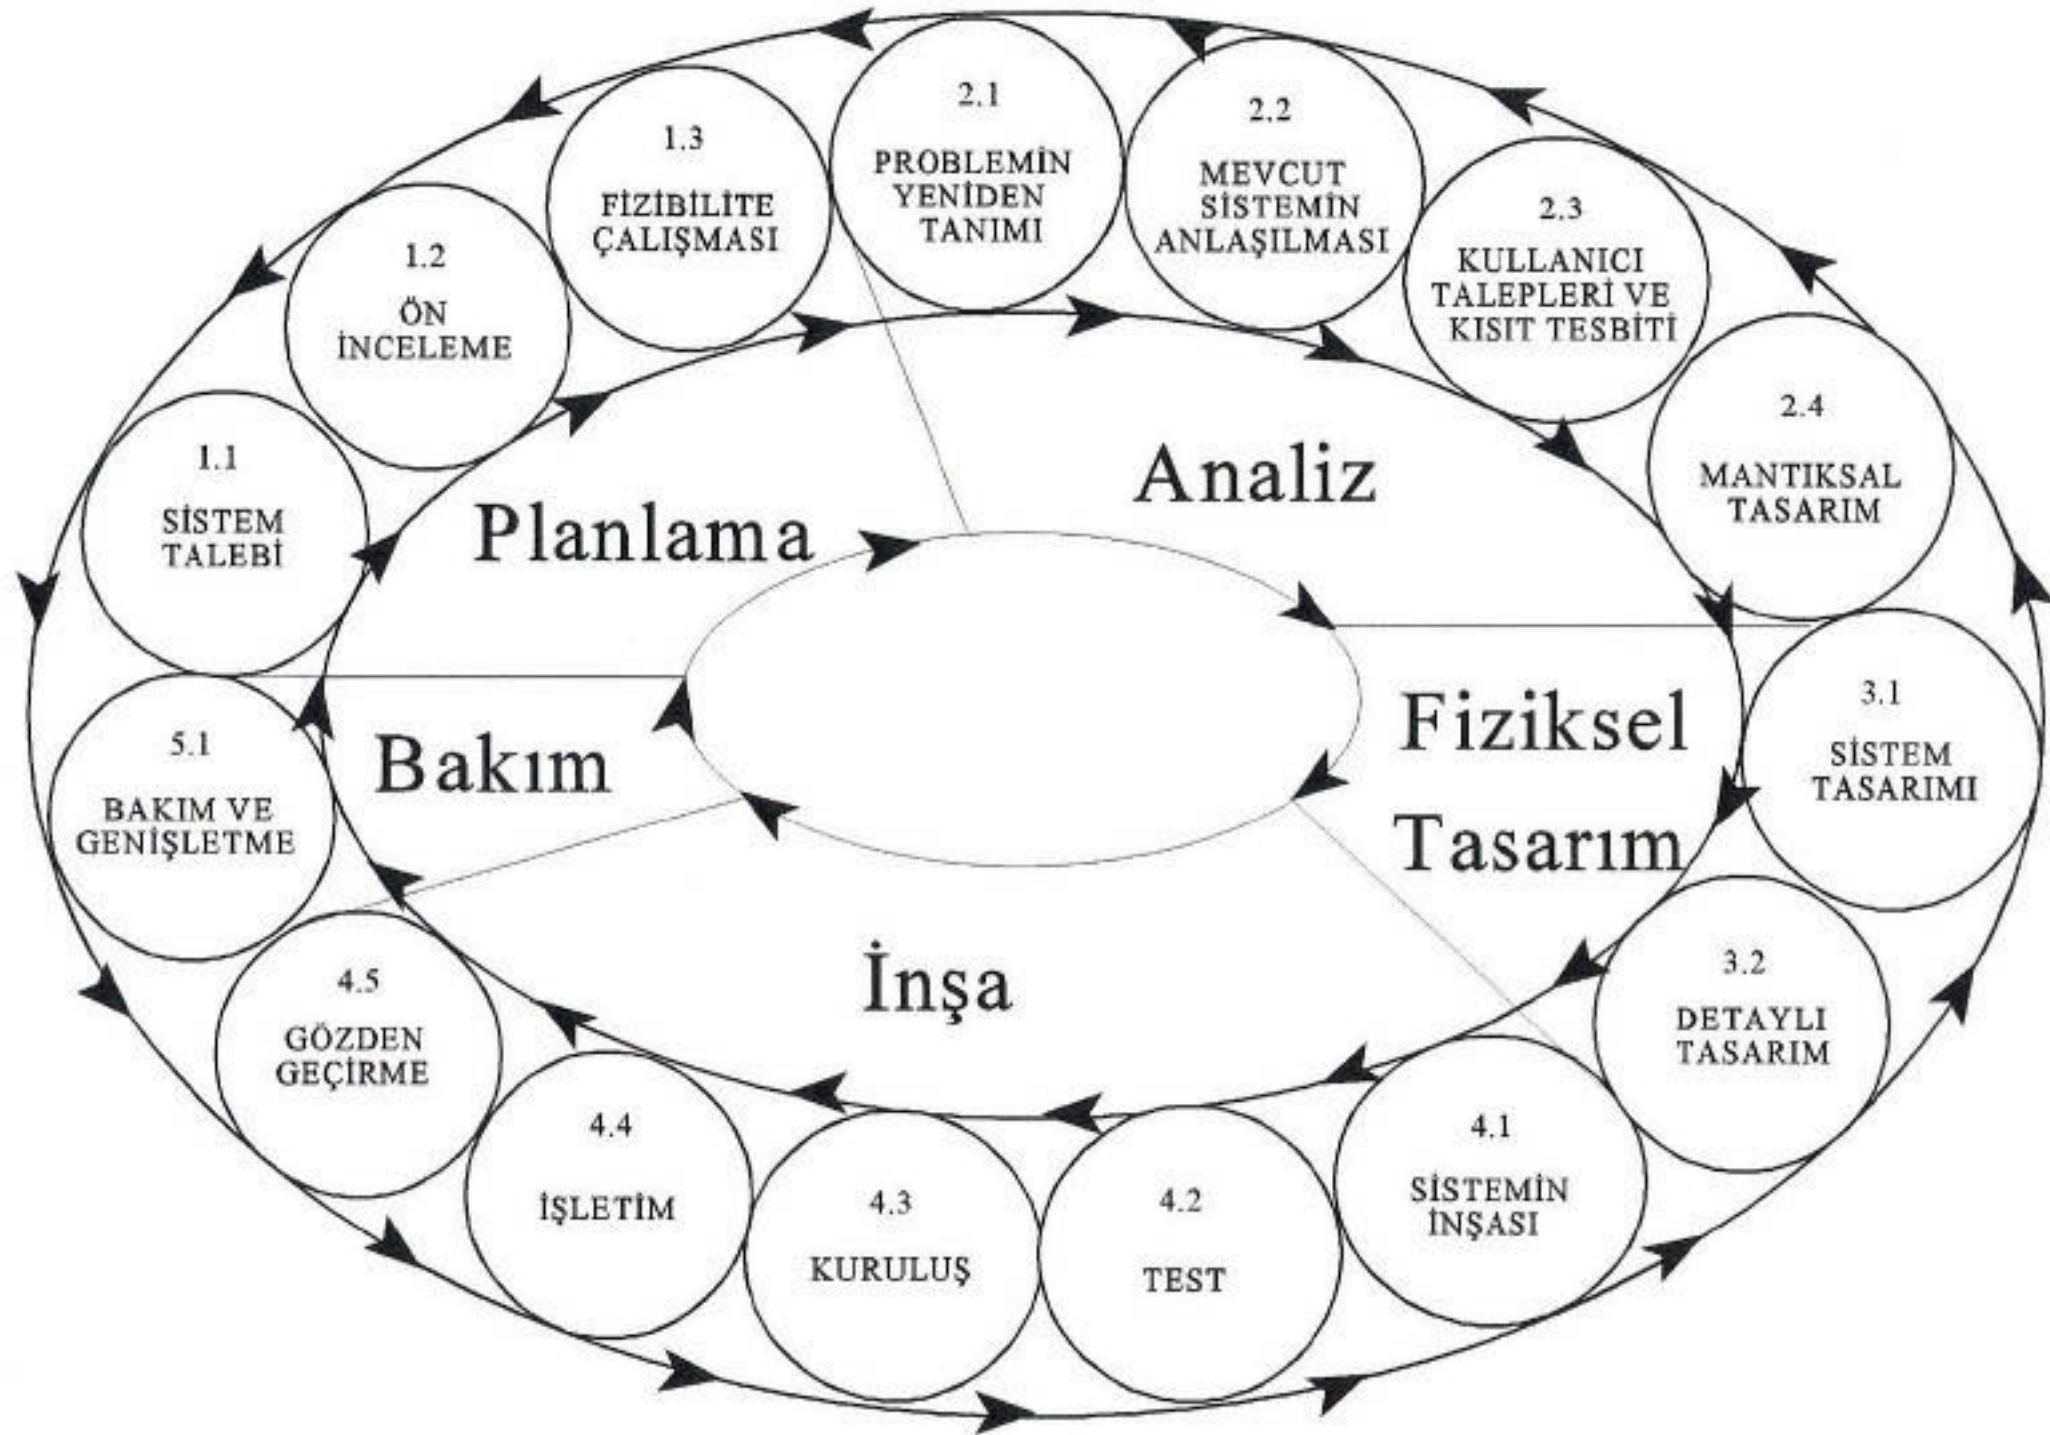 1.1
SİSTEM
TALEBİ
1.2
ÖN
İNCELEME
1.3
FİZİBİLİTE
ÇALIŞMASI
2.1
PROBLEMİN
YENİDEN
TANIMI
2.2
MEVCUT
SİSTEMİN
ANLAŞILMASI
2.3
KULLANICI
TALEPLERİ VE
KISIT TESBİTİ
2.4
MANTIKSAL
TASARIM
3.1
SİSTEM
TASARIMI
3.2
DETAYLI
TASARIM
4.1
SİSTEMİN
İNŞASI
4.2
TEST
4.3
KURULUŞ
4.4
İŞLETİM
4.5
GÖZDEN
GEÇİRME
5.1
BAKIM VE
GENİŞLETME
Planlama
Analiz
Fiziksel
Tasarım
İnşa
Bakım